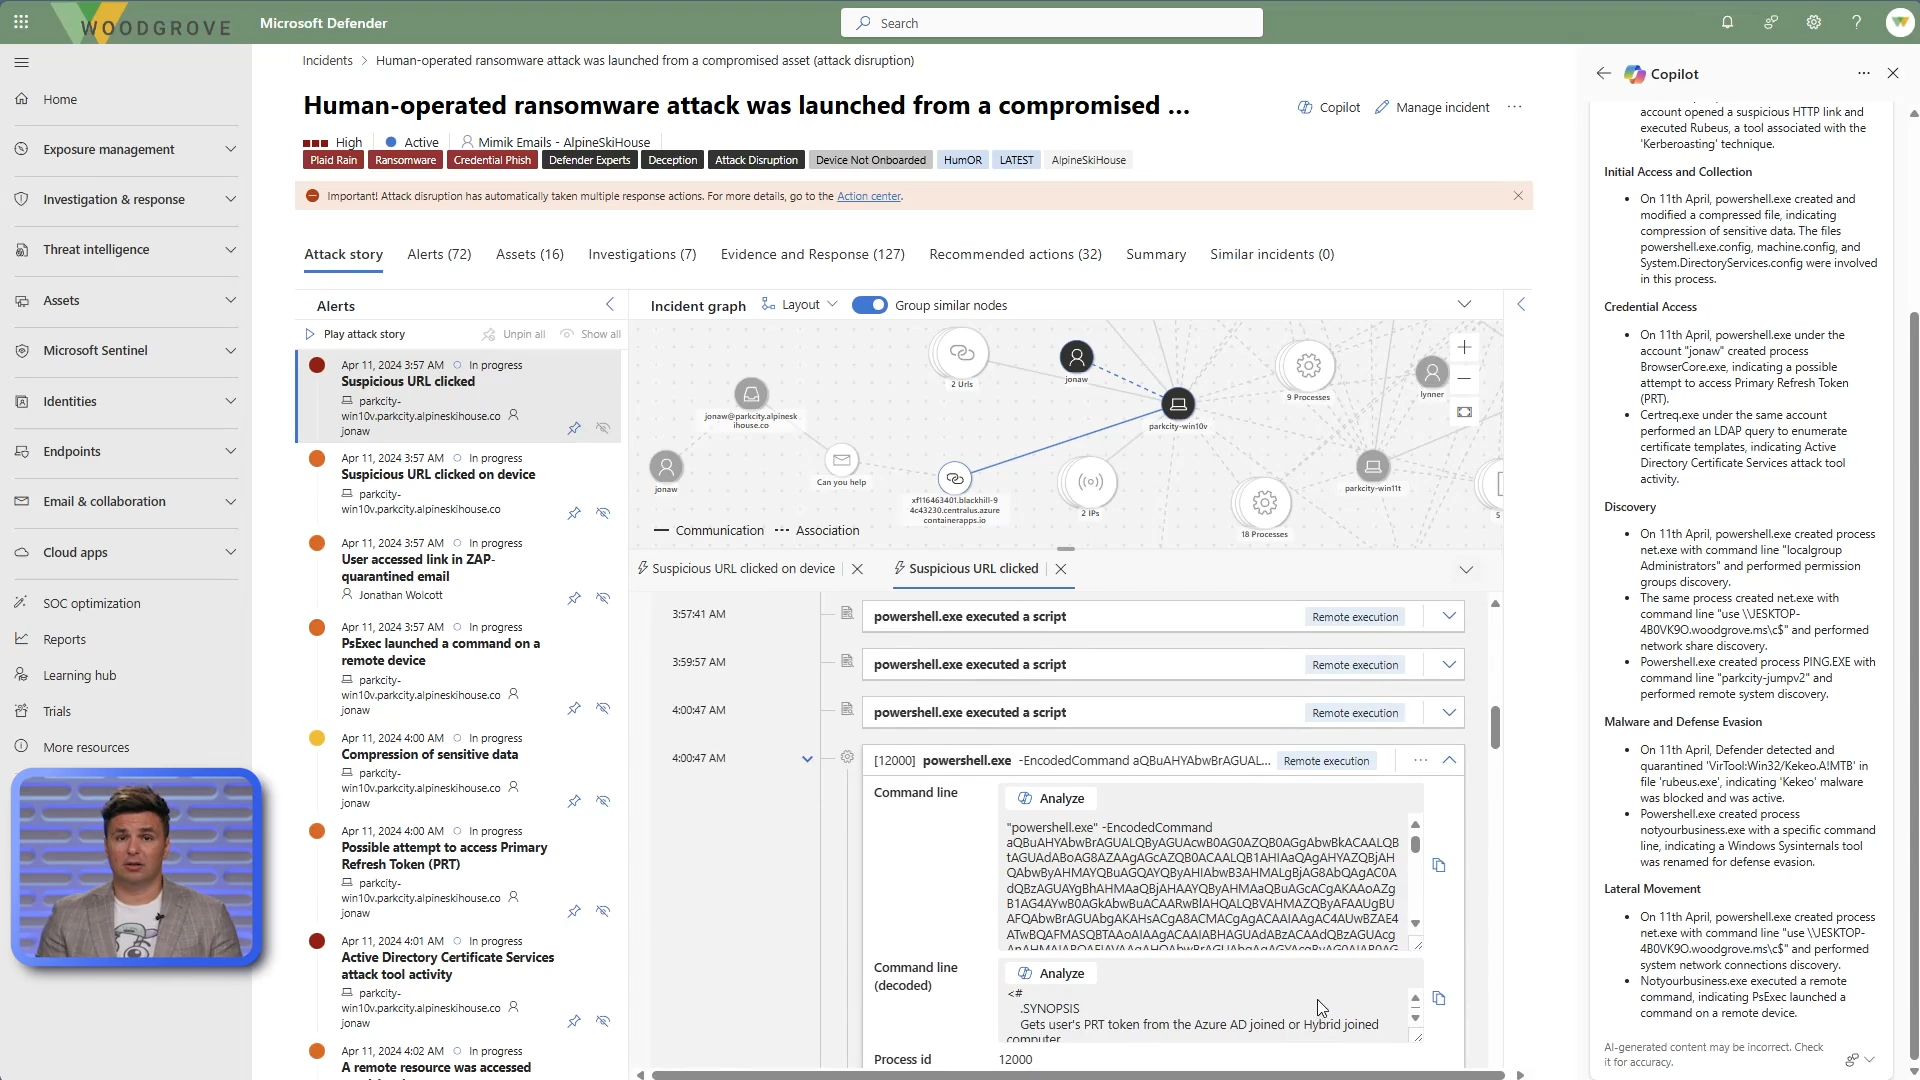 WOODGROVE
Microsoft Defender
Search
Home
Exposure management
Investigation & response
Threat intelligence
Assets
Microsoft Sentinel
Identities
Endpoints
Email & collaboration
Cloud apps
SOC optimization
Reports
Learning hub
Trials
More resources
Incidents > Human-operated ransomware attack was launched from a compromised asset (attack disruption)
Human-operated ransomware attack was launched from a compromised ...
Copilot
Manage incident
High
Active
Mimik Emails - AlpineSkiHouse
Plaid Rain
Ransomware
Credential Phish
Defender Experts
Deception
Attack Disruption
Device Not Onboarded
HumOR
LATEST
AlpineSkiHouse
Important! Attack disruption has automatically taken multiple response actions. For more details, go to the Action center.
Attack story
Alerts (72)
Assets (16)
Investigations (7)
Evidence and Response (127)
Recommended actions (32)
Summary
Similar incidents (0)
Alerts
Play attack story
Unpin all
Show all
Apr 11, 2024 3:57 AM In progress
Suspicious URL clicked
parkcity-
win10v.parkcity.alpineskihouse.co
jonaw
Apr 11, 2024 3:57 AM In progress
Suspicious URL clicked on device
parkcity-
win10v.parkcity.alpineskihouse.co
Apr 11, 2024 3:57 AM In progress
User accessed link in ZAP-
quarantined email
Jonathan Wolcott
Apr 11, 2024 3:57 AM In progress
PsExec launched a command on a
remote device
parkcity-
win10v.parkcity.alpineskihouse.co
jonaw
Apr 11, 2024 4:00 AM In progress
Compression of sensitive data
parkcity-
win10v.parkcity.alpineskihouse.co
jonaw
Apr 11, 2024 4:00 AM In progress
Possible attempt to access Primary
Refresh Token (PRT)
parkcity-
win10v.parkcity.alpineskihouse.co
jonaw
Apr 11, 2024 4:01 AM In progress
Active Directory Certificate Services
attack tool activity
parkcity-
win10v.parkcity.alpineskihouse.co
jonaw
Apr 11, 2024 4:02 AM In progress
A remote resource was accessed
Incident graph
Layout
Group similar nodes
2 Urls
jonaw
9 Processes
lynner
jonaw@parkcity.alpinesk
ihouse.co
parkcity-win10v
jonaw
Can you help
xf116463401.blackhill-9
4c43230.centralus.azure
containerapps.io
2 IPs
18 Processes
parkcity-win11t
5
Communication
Association
Suspicious URL clicked on device
Suspicious URL clicked
3:57:41 AM
powershell.exe executed a script
Remote execution
3:59:57 AM
powershell.exe executed a script
Remote execution
4:00:47 AM
powershell.exe executed a script
Remote execution
4:00:47 AM
[12000] powershell.exe -EncodedCommand aQBuAHYAbwBrAGUAL...
Remote execution
Command line
Analyze
"powershell.exe" -EncodedCommand
Command line
(decoded)
Analyze
<#
.SYNOPSIS
Gets user's PRT token from the Azure AD joined or Hybrid joined
computer
Process id
12000
Copilot
account opened a suspicious HTTP link and
executed Rubeus, a tool associated with the
'Kerberoasting' technique.
Initial Access and Collection
• On 11th April, powershell.exe created and
modified a compressed file, indicating
compression of sensitive data. The files
powershell.exe.config, machine.config, and
System.DirectoryServices.config were involved
in this process.
Credential Access
• On 11th April, powershell.exe under the
account "jonaw" created process
BrowserCore.exe, indicating a possible
attempt to access Primary Refresh Token
(PRT).
• Certreq.exe under the same account
performed an LDAP query to enumerate
certificate templates, indicating Active
Directory Certificate Services attack tool
activity.
Discovery
• On 11th April, powershell.exe created process
net.exe with command line "localgroup
Administrators" and performed permission
groups discovery.
• The same process created net.exe with
command line "use \\JESKTOP-
4B0VK9O.woodgrove.ms\c$" and performed
network share discovery.
• Powershell.exe created process PING.EXE with
command line "parkcity-jumpv2" and
performed remote system discovery.
Malware and Defense Evasion
• On 11th April, Defender detected and
quarantined 'VirTool:Win32/Kekeo.A!MTB' in
file 'rubeus.exe', indicating 'Kekeo' malware
was blocked and was active.
• Powershell.exe created process
notyourbusiness.exe with a specific command
line, indicating a Windows Sysinternals tool
was renamed for defense evasion.
Lateral Movement
• On 11th April, powershell.exe created process
net.exe with command line "use \\JESKTOP-
4B0VK9O.woodgrove.ms\c$" and performed
system network connections discovery.
• Notyourbusiness.exe executed a remote
command, indicating PsExec launched a
command on a remote device.
AI-generated content may be incorrect. Check
it for accuracy.